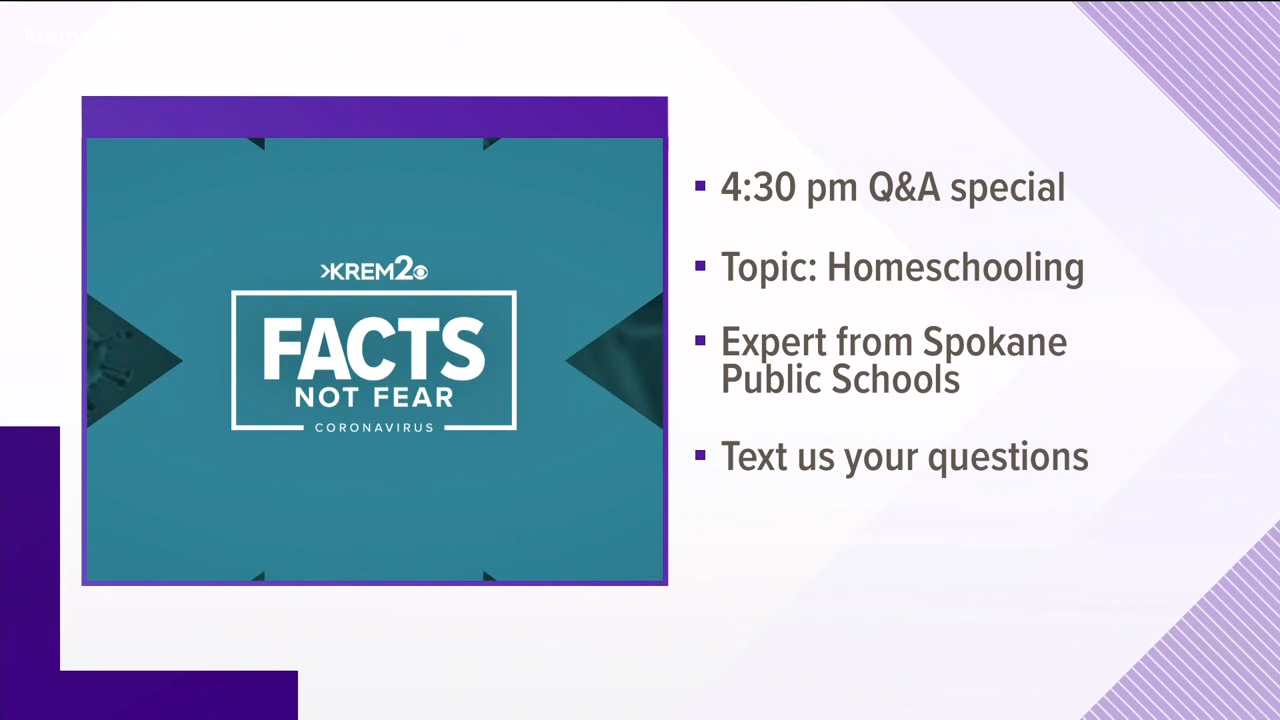 KREM2
FACTS
NOT FEAR
CORONAVIRUS
4:30 pm Q&A special
Topic: Homeschooling
Expert from Spokane
Public Schools
Text us your questions